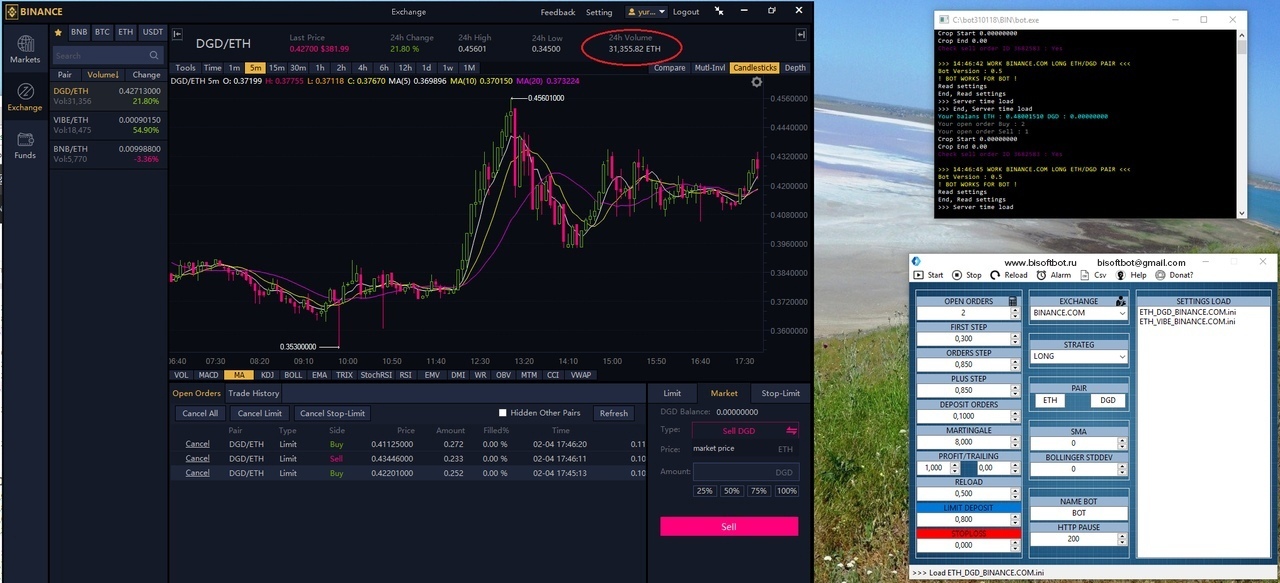 BINANCE
Exchange
Feedback Setting yur... Logout
Markets
Exchange
Funds
BNB BTC ETH USDT
Search
Pair Volume Change
DGD/ETH 0.42713000
Vol:31,356 21.80%
VIBE/ETH 0.00090150
Vol:18,475 54.90%
BNB/ETH 0.00998800
Vol:5,770 -3.36%
DGD/ETH
Last Price 24h Change 24h High 24h Low 24h Volume
0.42700 $381.99 21.80 % 0.45601 0.34500 31,355.82 ETH
Tools Time 1m 5m 15m 30m 1h 2h 4h 6h 12h 1d 1w 1M Compare Mutl-Invl Candlesticks Depth
DGD/ETH 5m O: 0.37199 H: 0.37755 L: 0.37118 C: 0.37670 MA(5) 0.369896 MA(10) 0.370150 MA(20) 0.373224
0.45601000
0.4560000
0.4440000
0.4320000
0.4200000
0.4080000
0.3960000
0.3840000
0.3720000
0.3600000
0.35300000
06:40 07:30 08:20 09:10 10:00 10:50 11:40 12:30 13:20 14:10 15:00 15:50 16:40 17:30
VOL MACD MA KDJ BOLL EMA TRIX StochRSI RSI EMV DMI WR OBV MTM CCI VWAP
Open Orders Trade History
Cancel All Cancel Limit Cancel Stop-Limit Hidden Other Pairs Refresh
Pair Type Side Price Amount Filled% Time
Cancel DGD/ETH Limit Buy 0.41125000 0.272 0.00 % 02-04 17:46:20 0.11
Cancel DGD/ETH Limit Sell 0.43446000 0.233 0.00 % 02-04 17:46:11 0.10
Cancel DGD/ETH Limit Buy 0.42201000 0.252 0.00 % 02-04 17:45:13 0.10
Limit Market Stop-Limit
DGD Balance: 0.00000000
Type: Sell DGD
Price: market price ETH
Amount: DGD
25% 50% 75% 100%
Sell
C:\bot310118\BIN\bot.exe
Crop Start 0.00000000
Crop End 0.00
>>> 14:46:42 WORK BINANCE.COM LONG ETH/DGD PAIR <<<
Bot Version : 0.5
! BOT WORKS FOR BOT !
Read settings
End, Read settings
>>> Server time load
>>> End, Server time load
Your balans ETH : 0.48001510 DGD : 0.00000000
Your open order Buy : 2
Your open order Sell : 1
Crop Start 0.00000000
Crop End 0.00
>>> 14:46:45 WORK BINANCE.COM LONG ETH/DGD PAIR <<<
Bot Version : 0.5
! BOT WORKS FOR BOT !
Read settings
End, Read settings
>>> Server time load
www.bisoftbot.ru bisoftbot@gmail.com
Start Stop Reload Alarm Csv Help Donat?
OPEN ORDERS
2
FIRST STEP
0,300
ORDERS STEP
0,850
PLUS STEP
0,850
DEPOSIT ORDERS
0,1000
MARTINGALE
8,000
PROFIT/TRAILING
1,000 0,00
RELOAD
0,500
LIMIT DEPOSIT
0,800
STOPLOSS
0,000
EXCHANGE
BINANCE.COM
STRATEG
LONG
PAIR
ETH DGD
SMA
0
BOLLINGER STDDEV
0
NAME BOT
BOT
HTTP PAUSE
200
SETTINGS LOAD
ETH_DGD_BINANCE.COM.ini
ETH_VIBE_BINANCE.COM.ini
>>> Load ETH_DGD_BINANCE.COM.ini